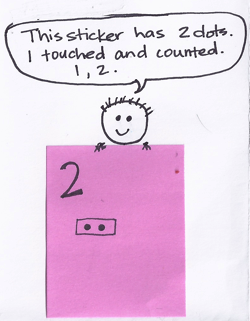 This sticker has 2 dots.
I touched and counted.
1, 2.
2